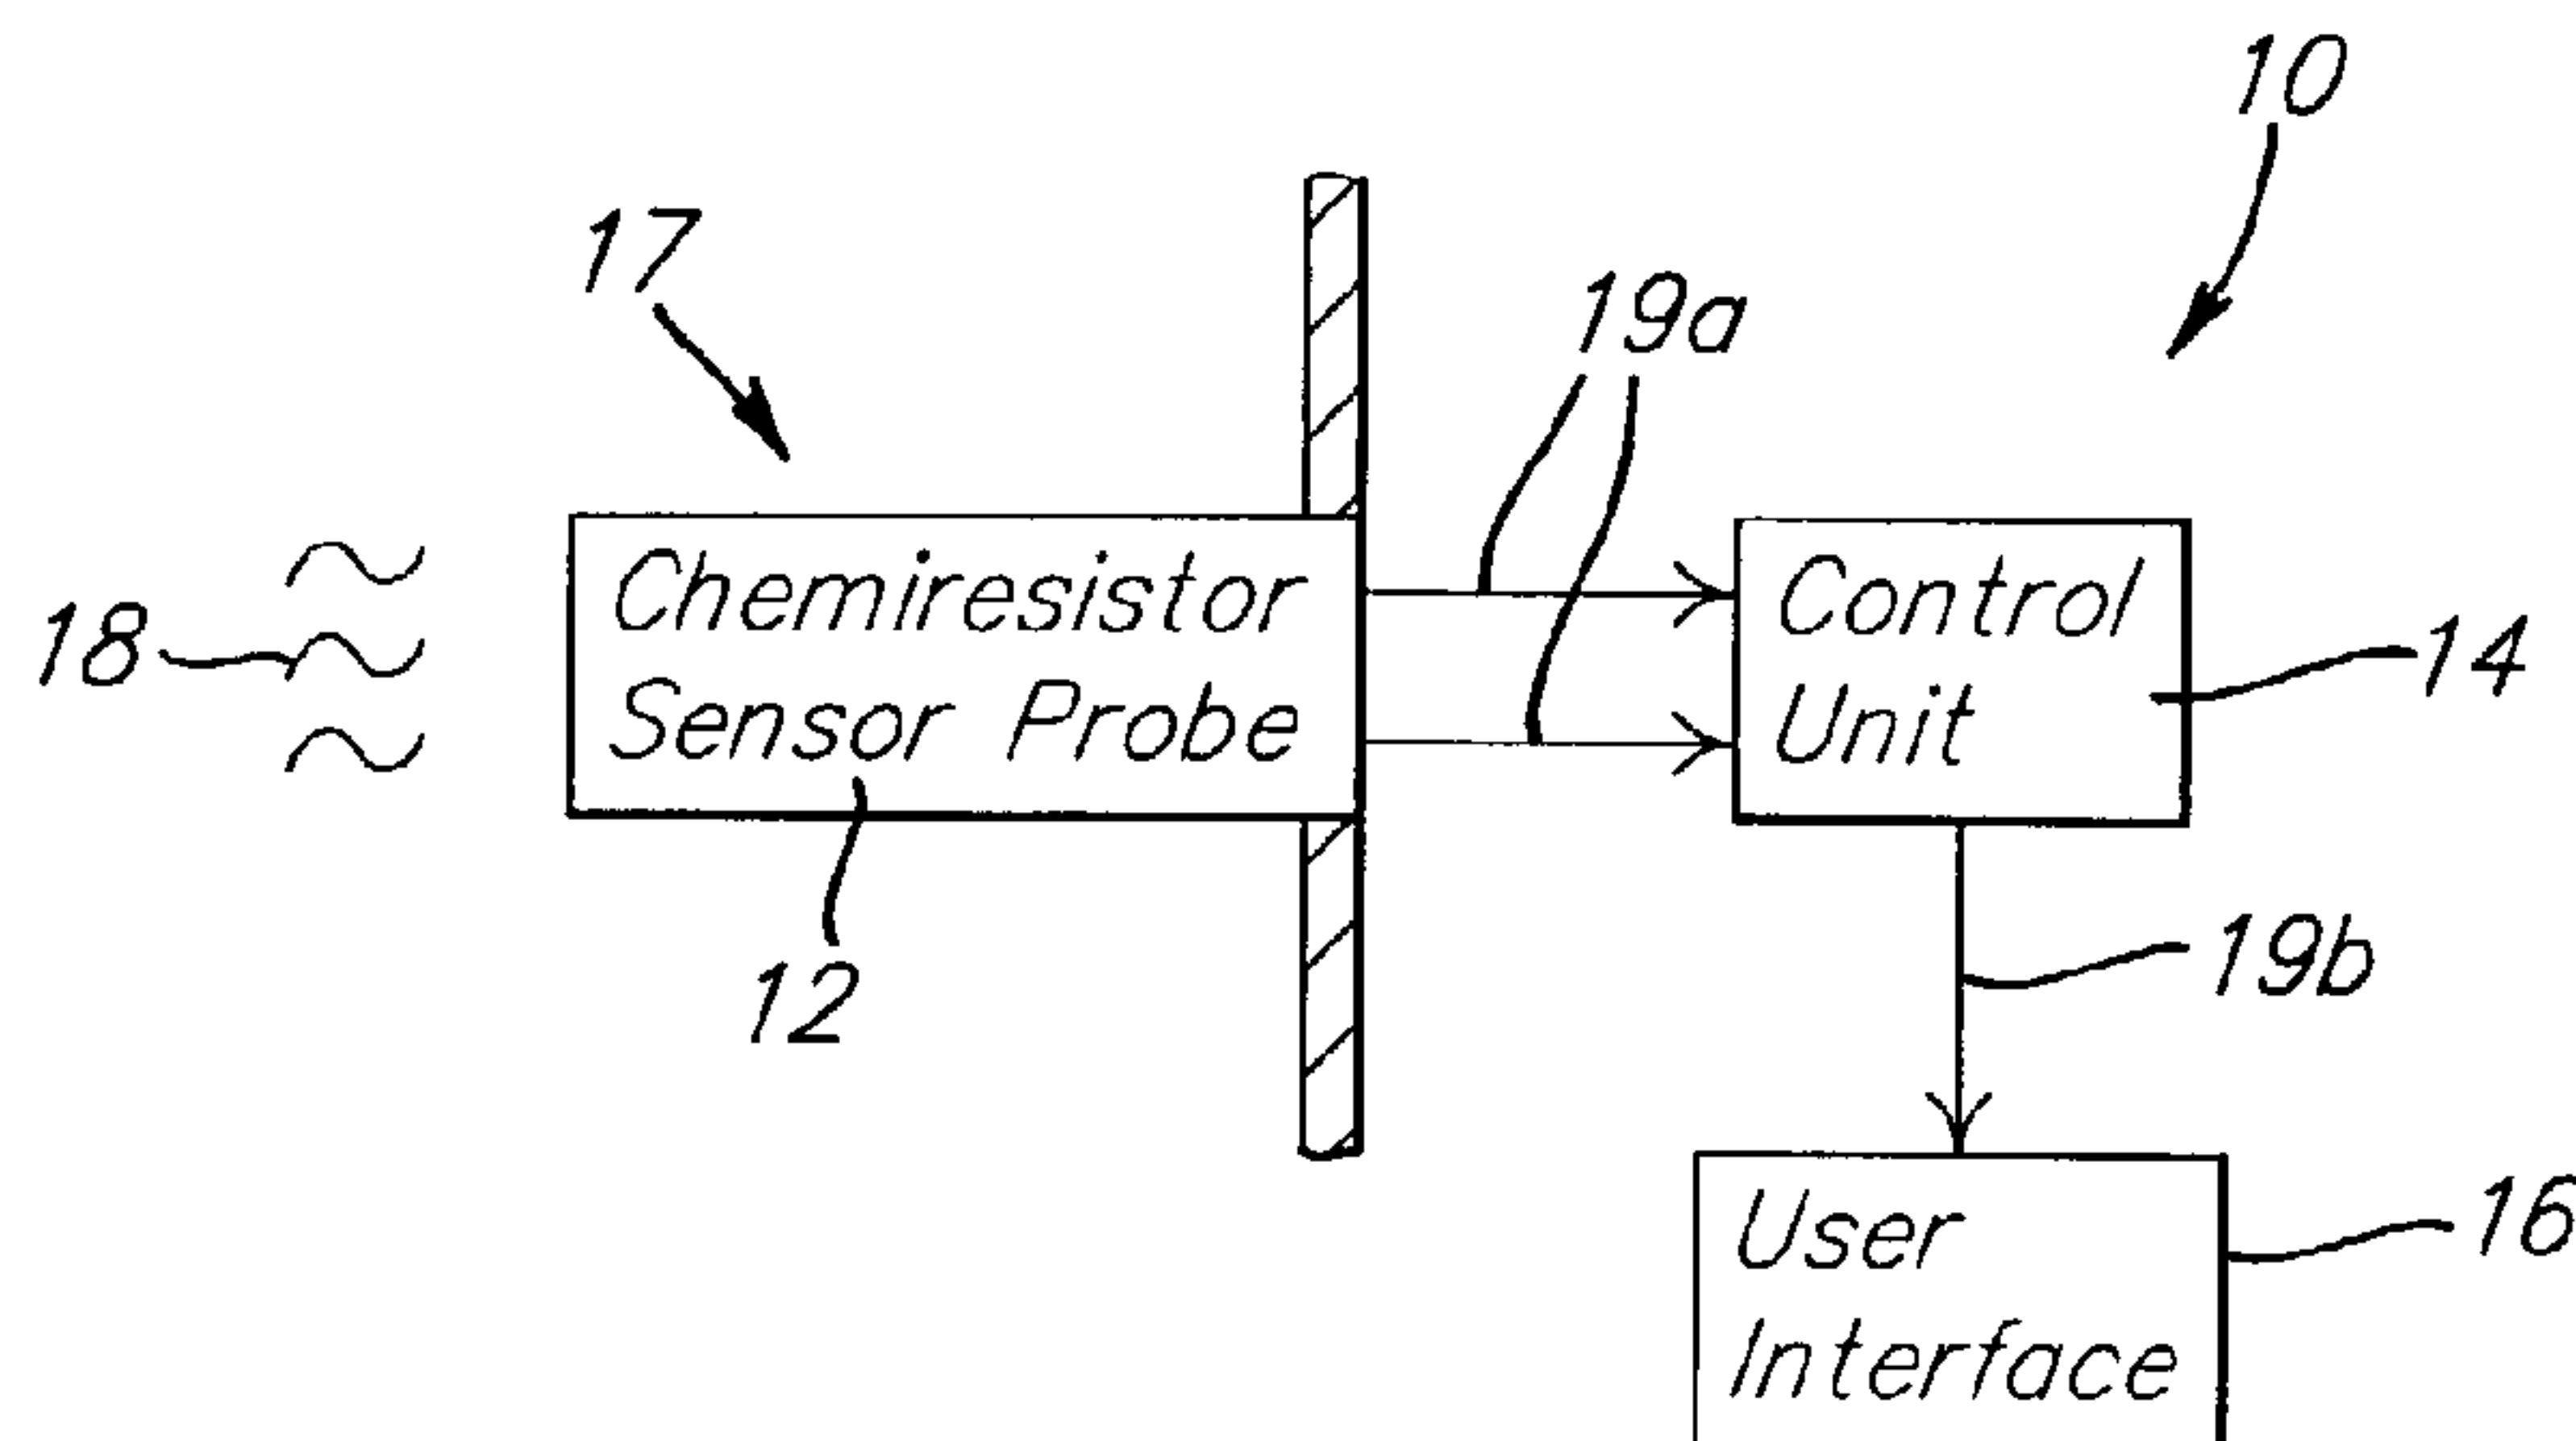 10
17
19a
Chemiresistor
Sensor Probe
Control
Unit
18
14
12
19b
16
User
Interface